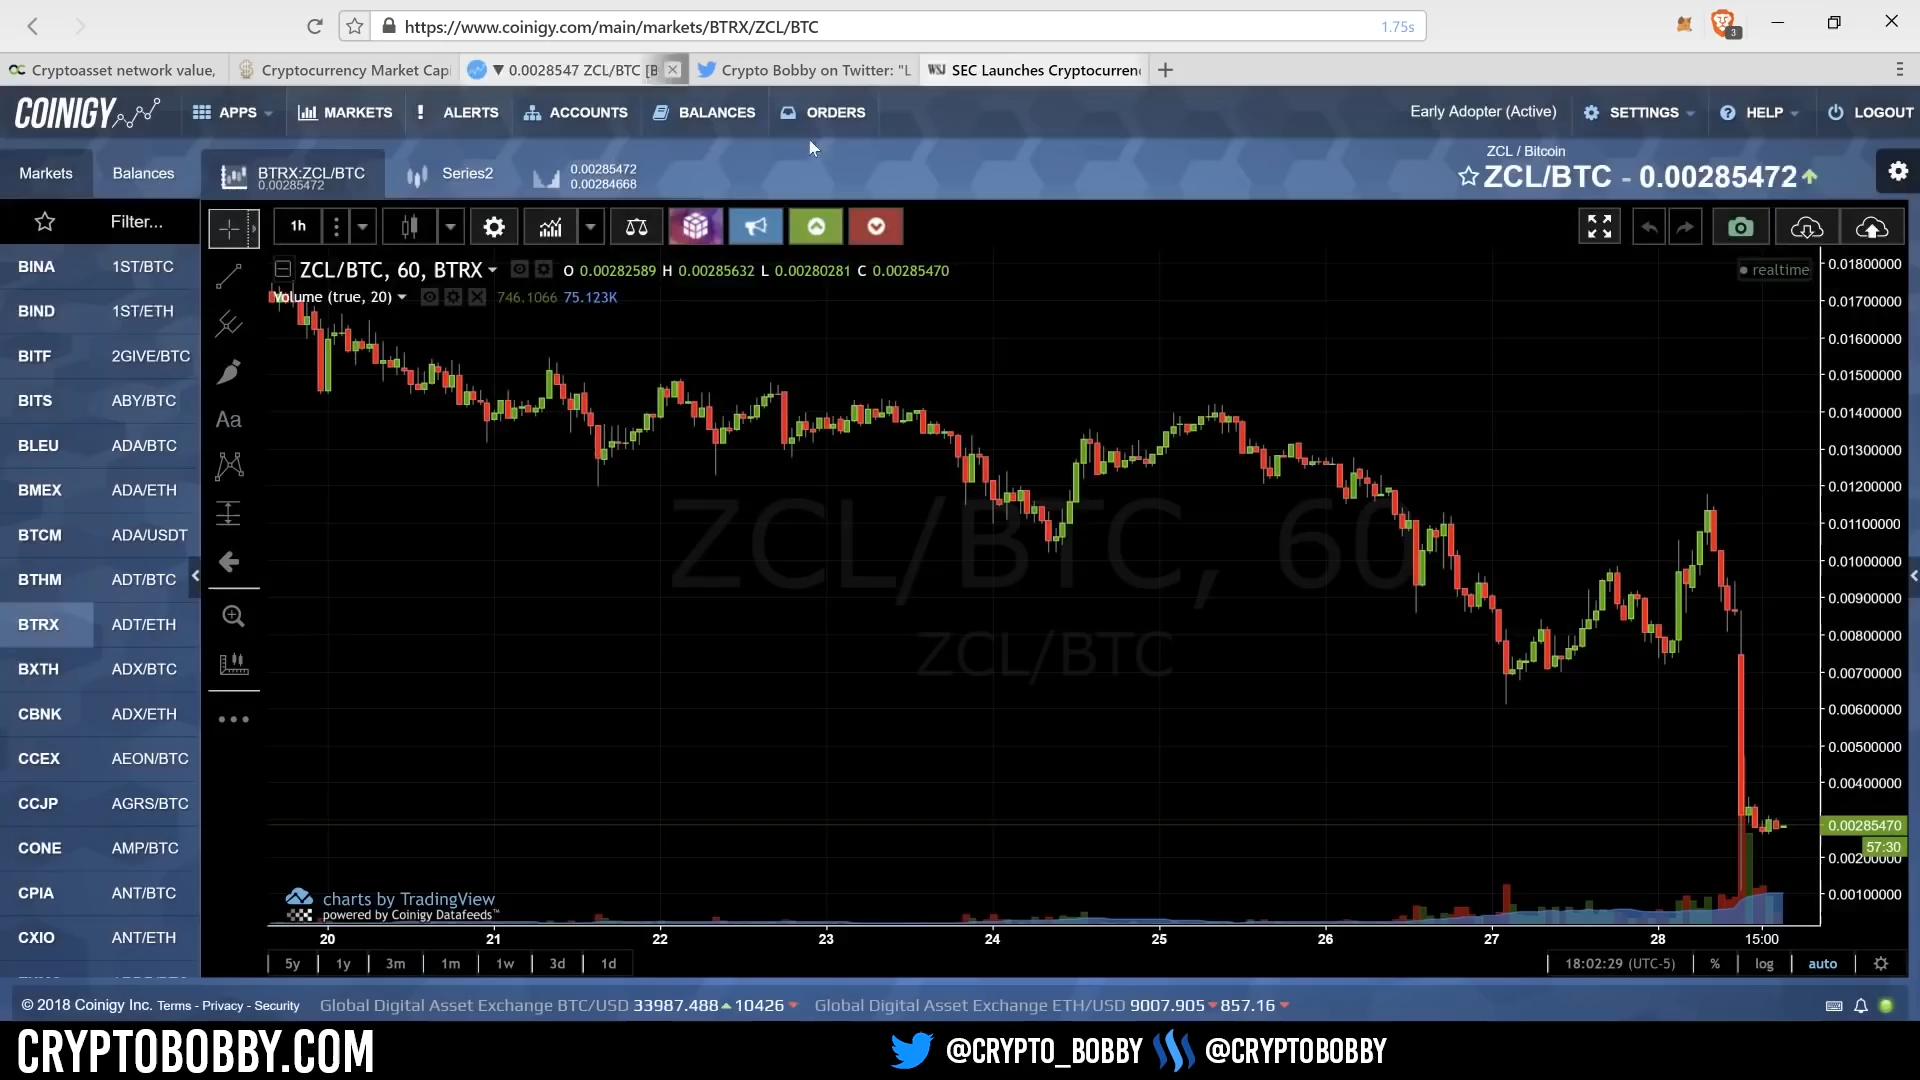 https://www.coinigy.com/main/markets/BTRX/ZCL/BTC
1.75s
3
Cryptoasset network value,
Cryptocurrency Market Cap
▼ 0.0028547 ZCL/BTC [B
Crypto Bobby on Twitter: "L
WSJ SEC Launches Cryptocurren
COINIGY
APPS
MARKETS
! ALERTS
ACCOUNTS
BALANCES
ORDERS
Early Adopter (Active)
SETTINGS
HELP
LOGOUT
Markets
Balances
BTRX:ZCL/BTC
0.00285472
Series2
0.00285472
0.00284668
ZCL / Bitcoin
ZCL/BTC - 0.00285472
Filter...
1h
BINA 1ST/BTC
BIND 1ST/ETH
BITF 2GIVE/BTC
BITS ABY/BTC
BLEU ADA/BTC
BMEX ADA/ETH
BTCM ADA/USDT
BTHM ADT/BTC
BTRX ADT/ETH
BXTH ADX/BTC
CBNK ADX/ETH
CCEX AEON/BTC
CCJP AGRS/BTC
CONE AMP/BTC
CPIA ANT/BTC
CXIO ANT/ETH
Aa
ZCL/BTC, 60, BTRX
O 0.00282589 H 0.00285632 L 0.00280281 C 0.00285470
Volume (true, 20)
746.1066 75.123K
realtime
ZCL/BTC, 60
ZCL/BTC
0.01800000
0.01700000
0.01600000
0.01500000
0.01400000
0.01300000
0.01200000
0.01100000
0.01000000
0.00900000
0.00800000
0.00700000
0.00600000
0.00500000
0.00400000
0.00285470
57:30
0.00200000
0.00100000
charts by TradingView
powered by Coinigy Datafeeds™
20 21 22 23 24 25 26 27 28 15:00
5y 1y 3m 1m 1w 3d 1d
18:02:29 (UTC-5) % log auto
© 2018 Coinigy Inc. Terms - Privacy - Security
Global Digital Asset Exchange BTC/USD 33987.488 10426
Global Digital Asset Exchange ETH/USD 9007.905 857.16
CRYPTOBOBBY.COM
@CRYPTO_BOBBY
@CRYPTOBOBBY